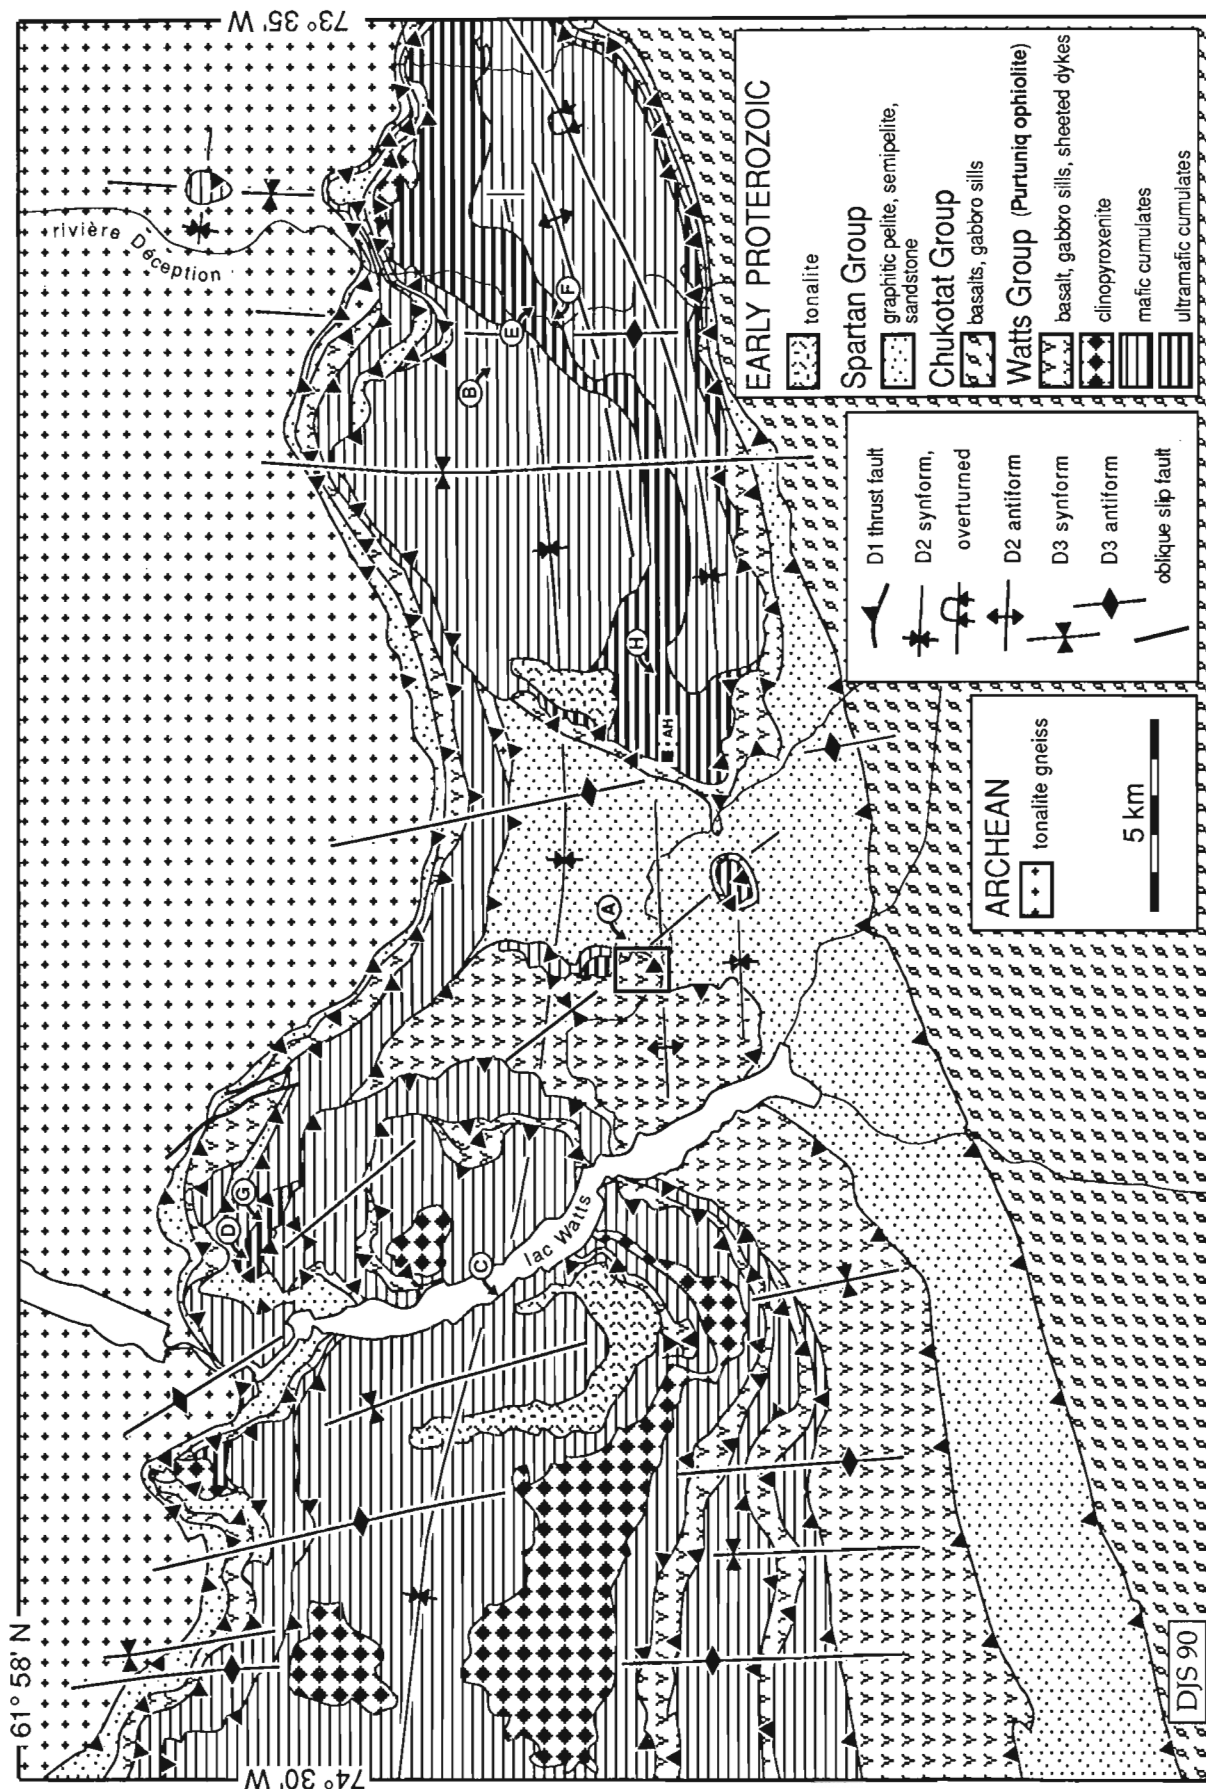 61° 58' N
73° 35' W
74° 30' W
rivière Déception
lac Watts
A
B
C
D
E
F
G
H
AH
DJS 90
ARCHEAN
tonalite gneiss
5 km
D1 thrust fault
D2 synform,
overturned
D2 antiform
D3 synform
D3 antiform
oblique slip fault
EARLY PROTEROZOIC
tonalite
Spartan Group
graphitic pelite, semipelite,
sandstone
Chukotat Group
basalts, gabbro sills
Watts Group (Purtuniq ophiolite)
basalt, gabbro sills, sheeted dykes
clinopyroxenite
mafic cumulates
ultramafic cumulates